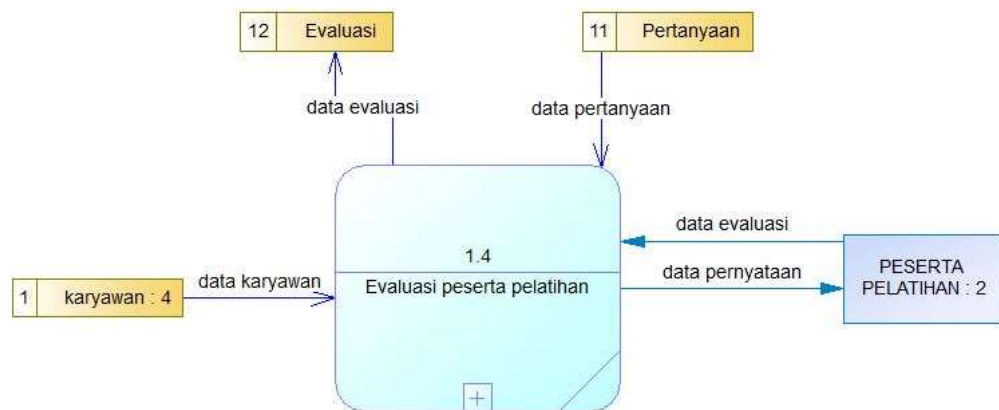 12 Evaluasi
11 Pertanyaan
data evaluasi
data pertanyaan
1.4
Evaluasi peserta pelatihan
1 karyawan : 4
data karyawan
data evaluasi
data pernyataan
PESERTA
PELATIHAN : 2